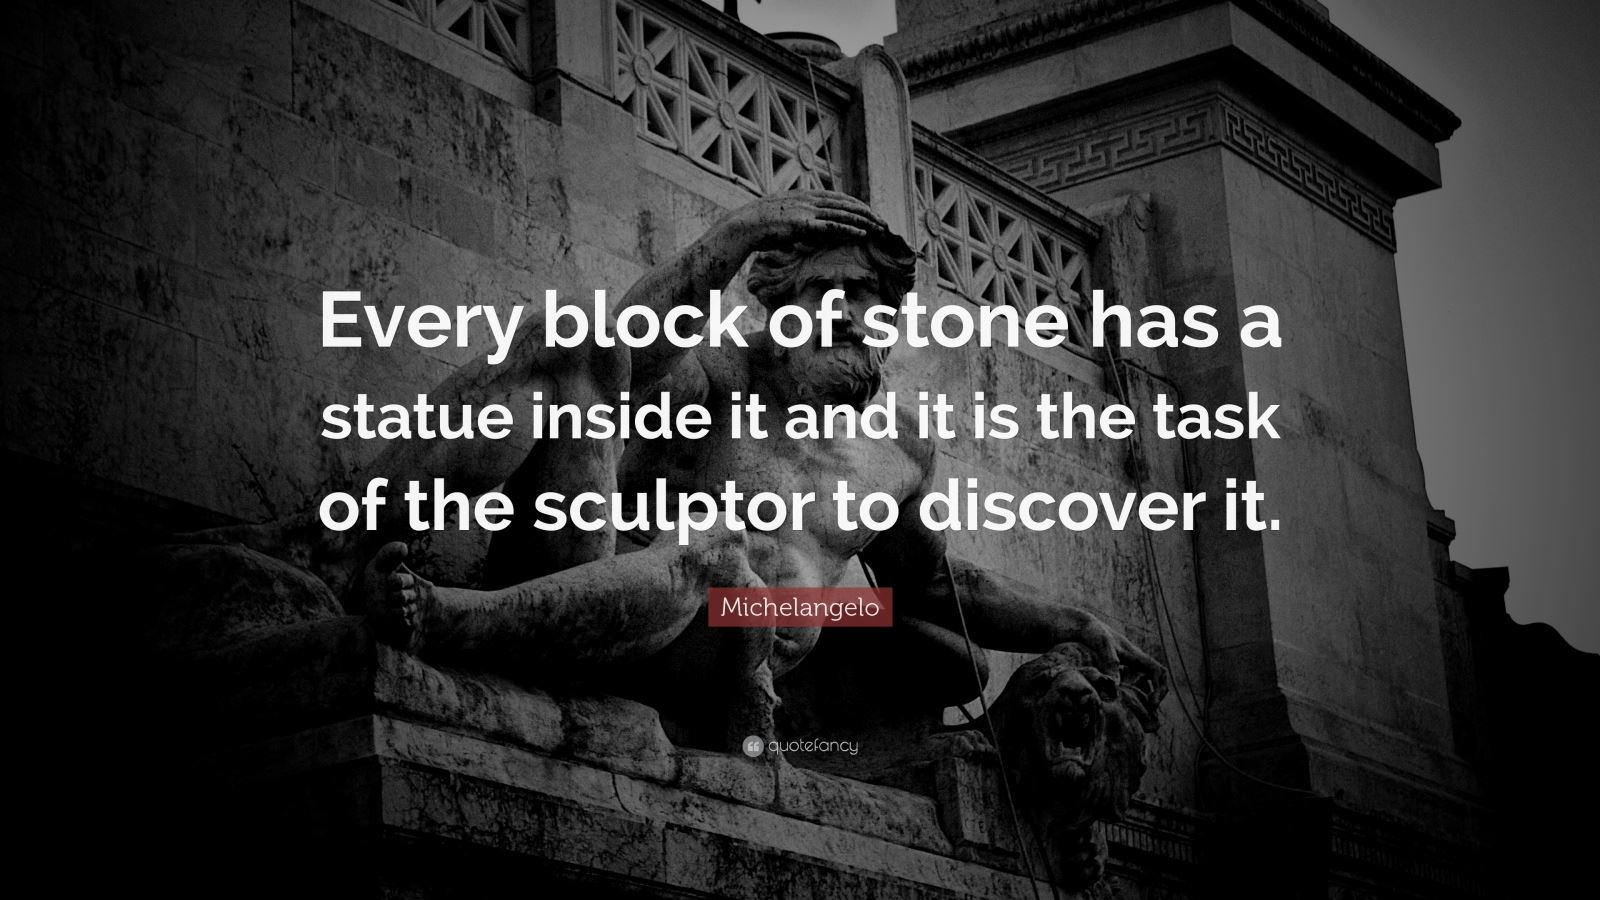 Every block of stone has a
statue inside it and it is the task
of the sculptor to discover it.
Michelangelo
quotefancy